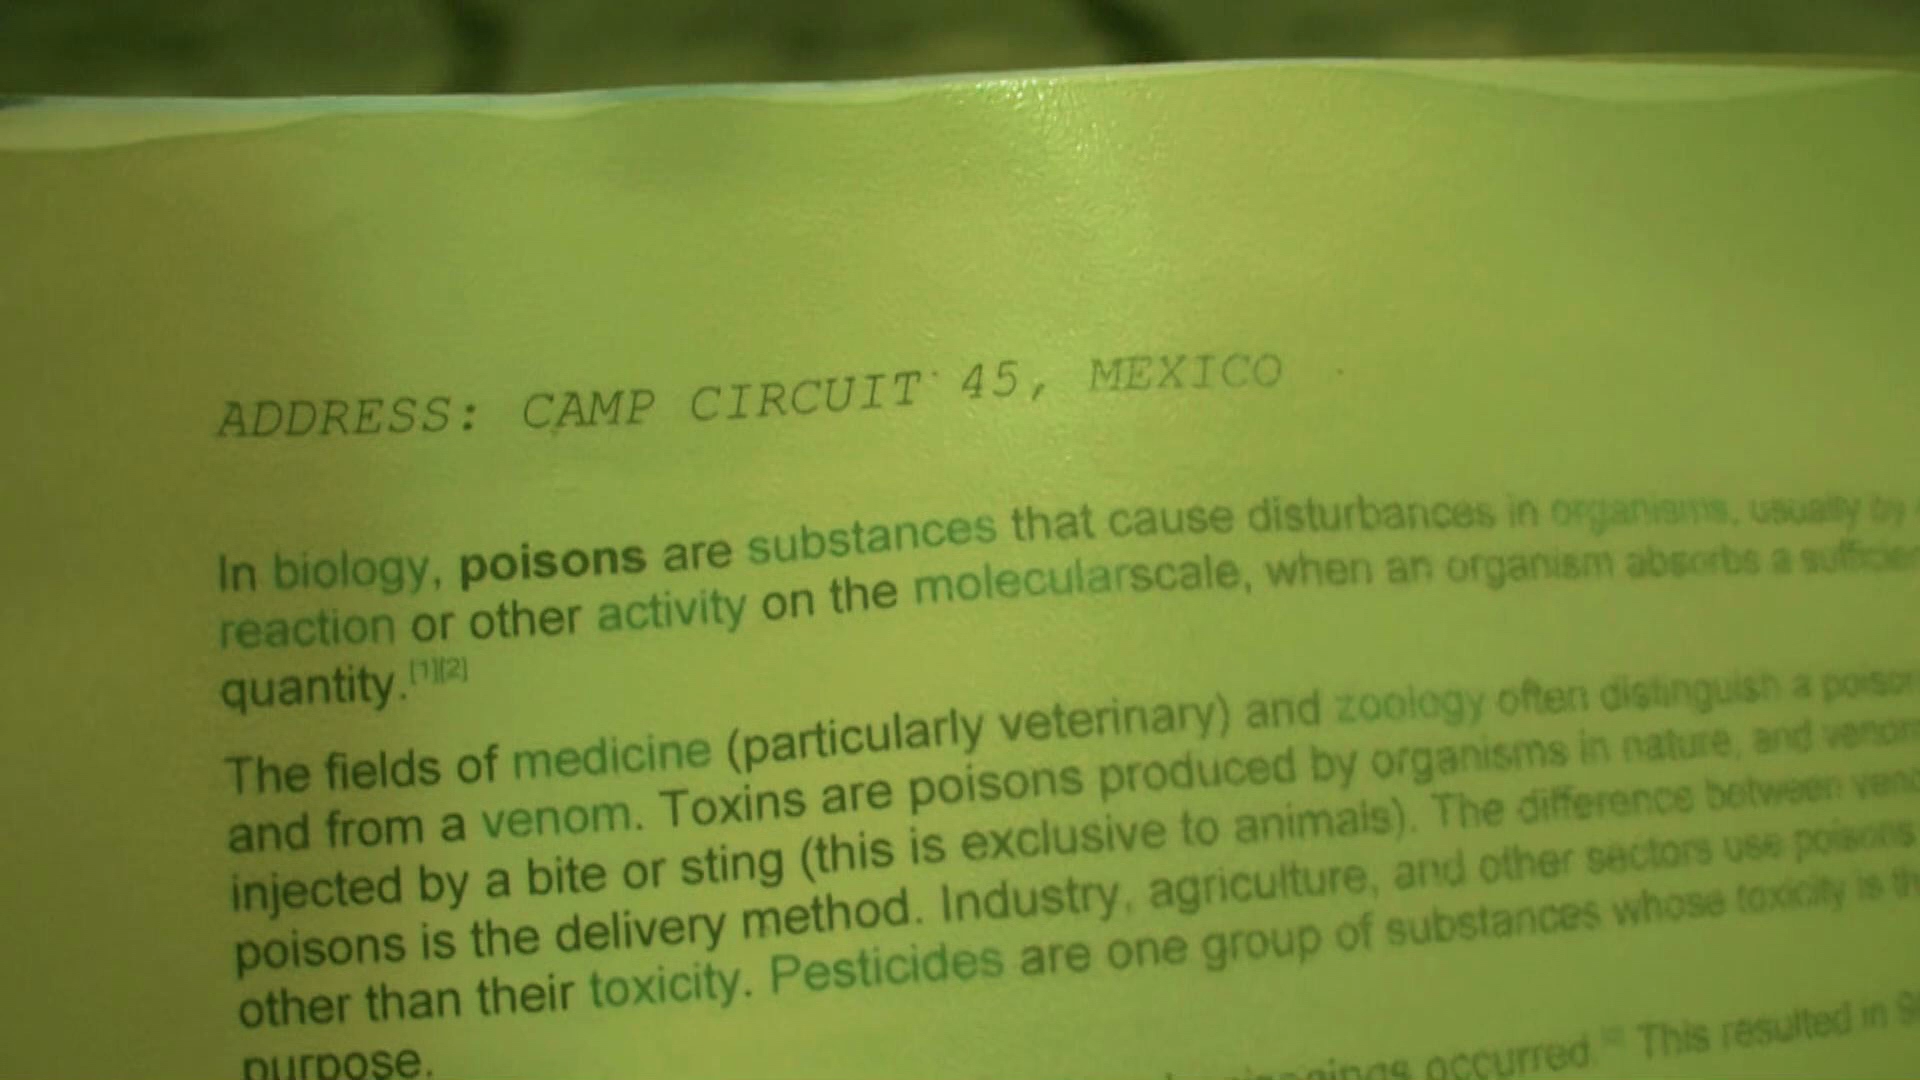 ADDRESS: CAMP CIRCUIT 45, MEXICO
In biology, poisons are substances that cause disturbances in organisms, usually by
reaction or other activity on the molecularscale, when an organism absorbs a
quantity.[1][2]
The fields of medicine (particularly veterinary) and zoology often distinguish a
and from a venom. Toxins are poisons produced by organisms in nature, and
injected by a bite or sting (this is exclusive to animals). The difference between
poisons is the delivery method. Industry, agriculture, and other sectors use poisons
other than their toxicity. Pesticides are one group of substances whose toxicity is
purpose.
occurred. This resulted in